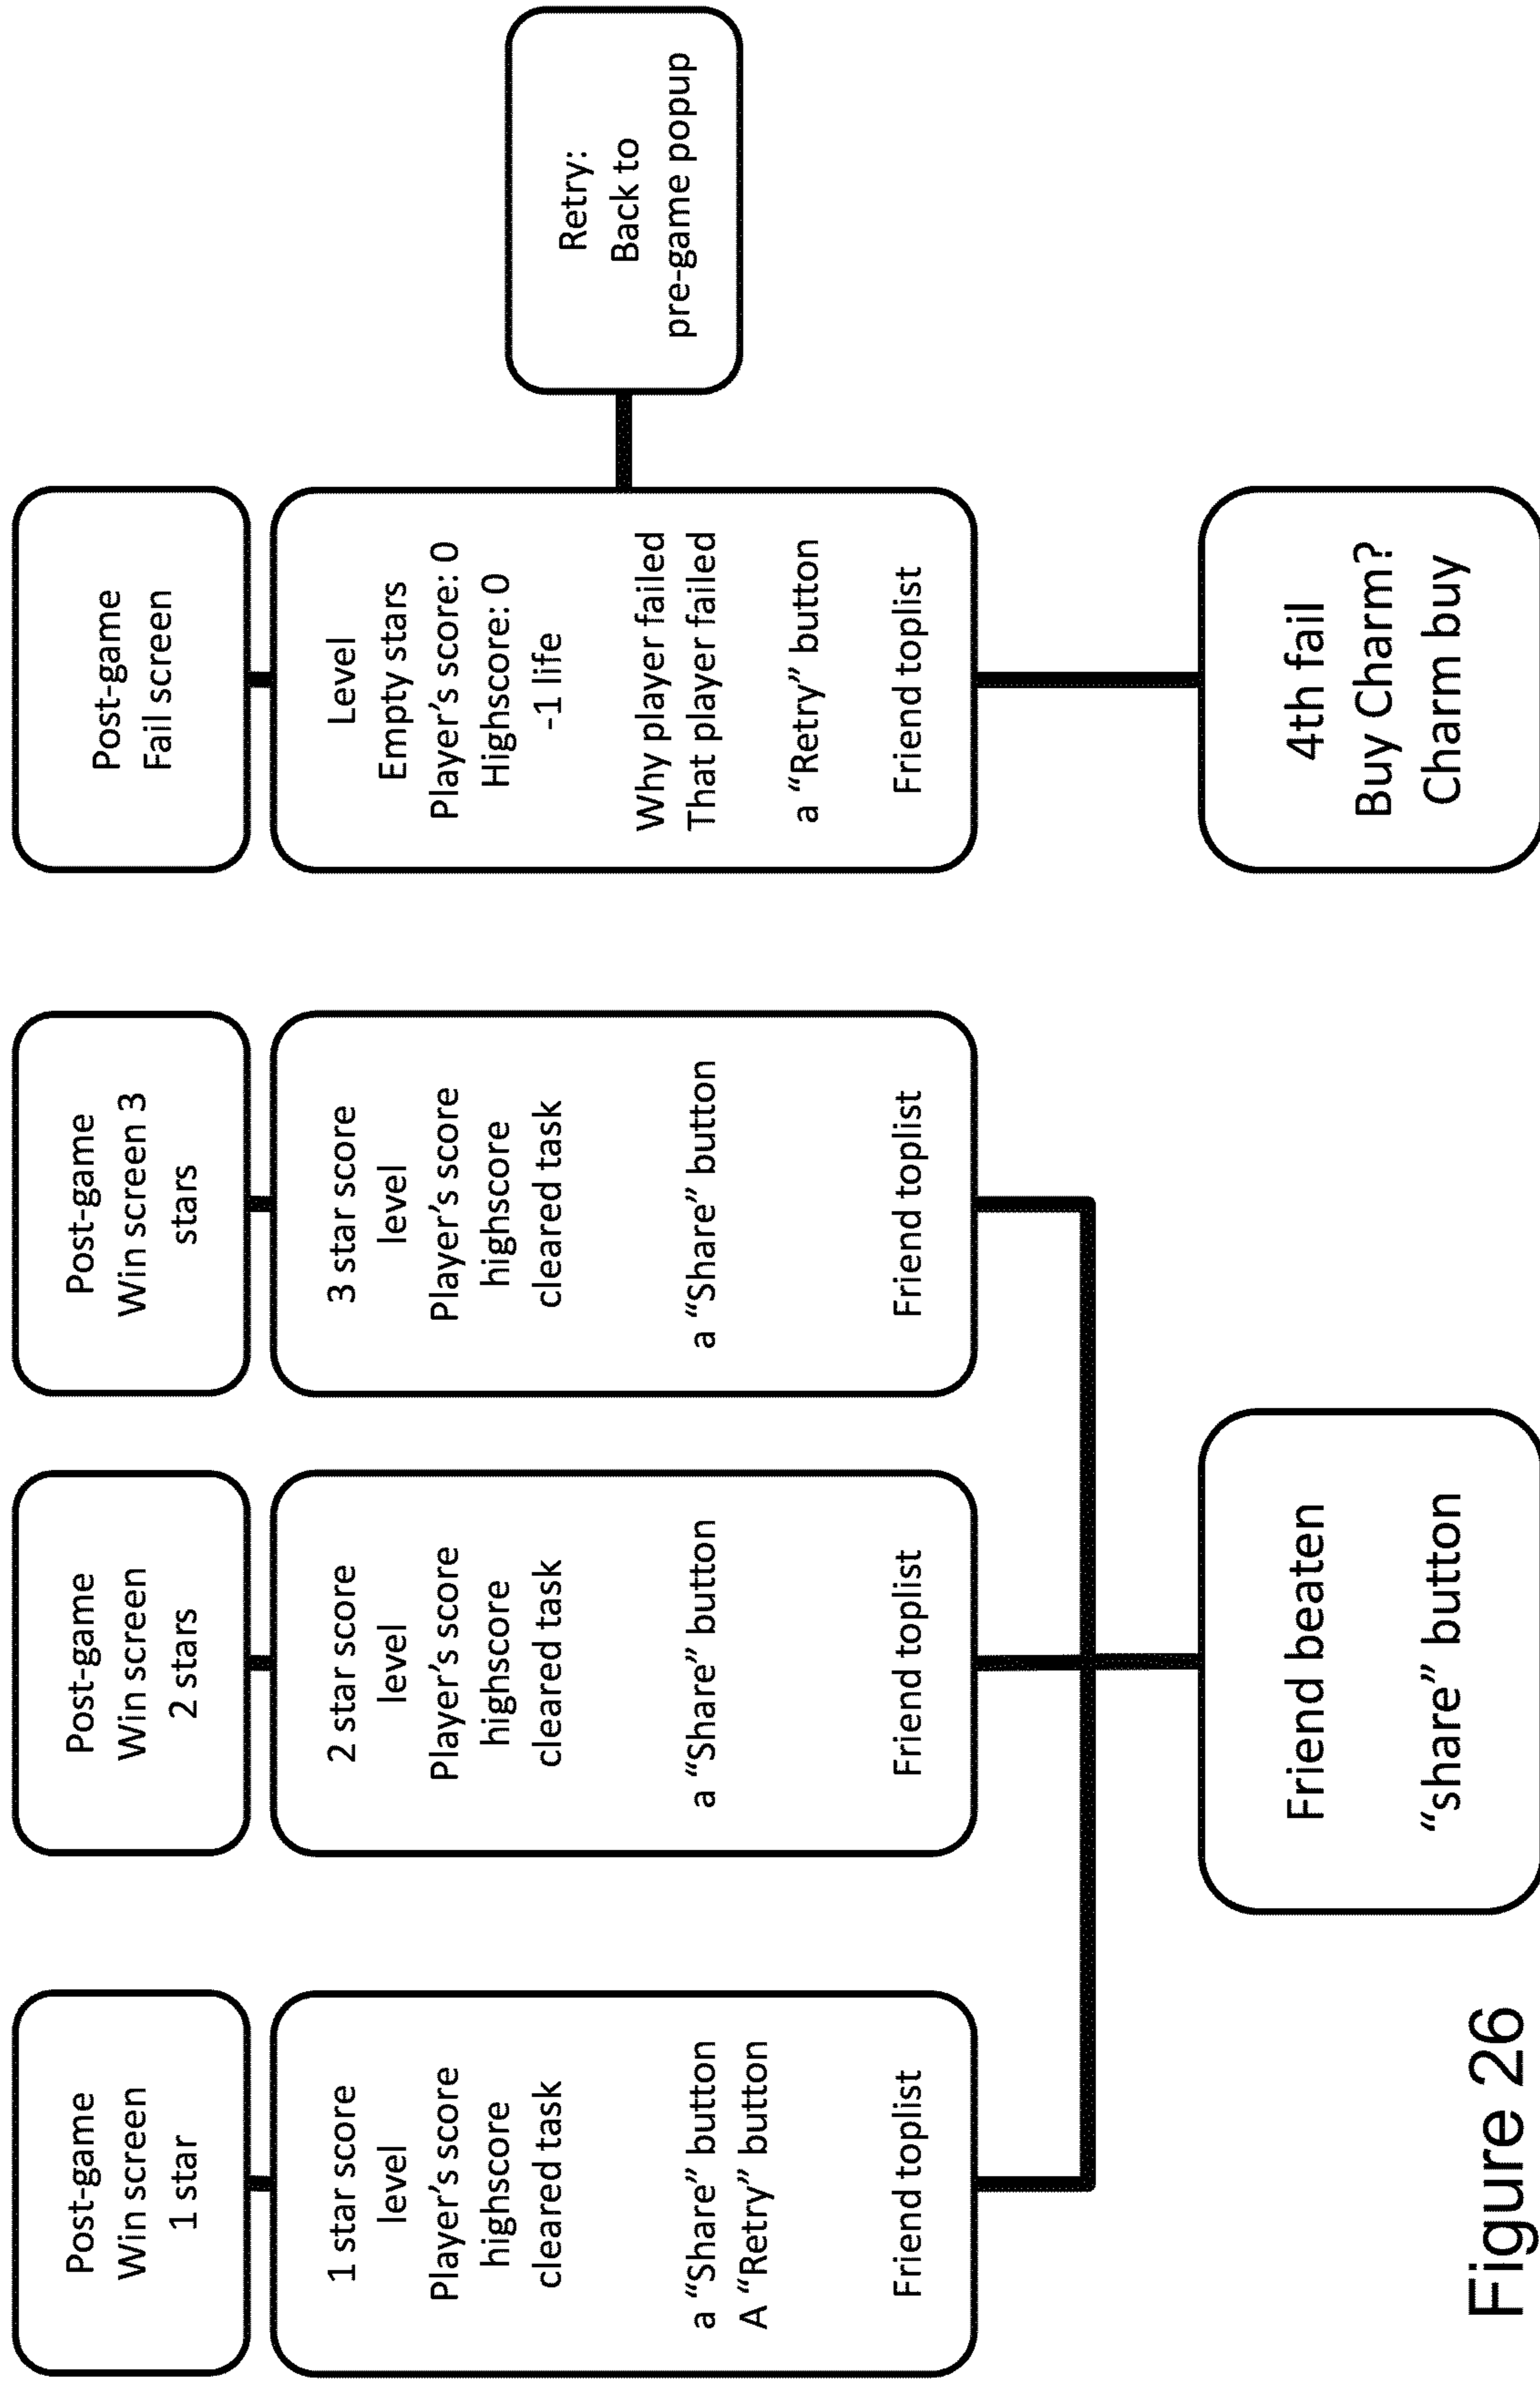 Post-game
Win screen
1 star
1 star score
level
Player's score
highscore
cleared task
a “Share” button
A “Retry” button
Friend toplist
Post-game
Win screen
2 stars
2 star score
level
Player's score
highscore
cleared task
a “Share” button
Friend toplist
Post-game
Win screen 3
stars
3 star score
level
Player's score
highscore
cleared task
a “Share” button
Friend toplist
Friend beaten
“share” button
Post-game
Fail screen
Level
Empty stars
Player's score: 0
Highscore: 0
-1 life
Why player failed
That player failed
a “Retry” button
Friend toplist
Retry:
Back to
pre-game popup
4th fail
Buy Charm?
Charm buy
Figure 26